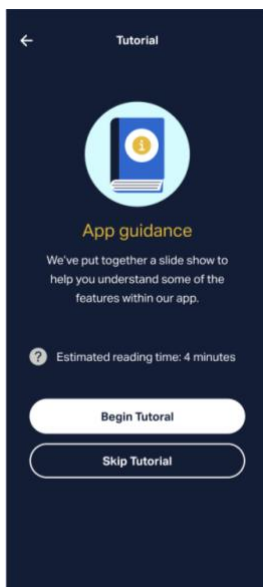 Tutorial
i
App guidance
We've put together a slide show to
help you understand some of the
features within our app.
? Estimated reading time: 4 minutes
Begin Tutoral
Skip Tutorial